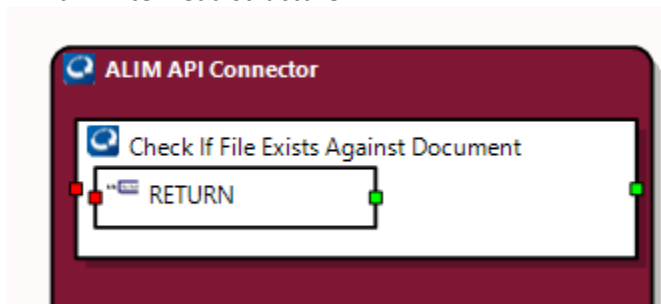 ALIM API Connector
Check If File Exists Against Document
RETURN